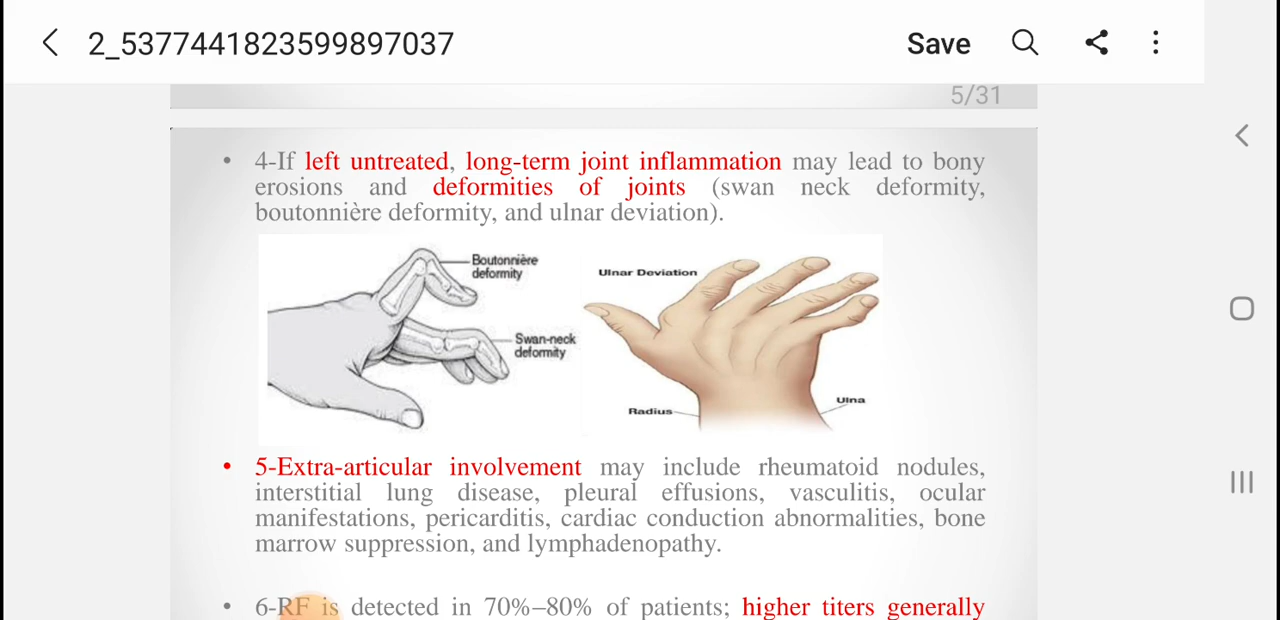 2_5377441823599897037
Save
5/31
• 4-If left untreated, long-term joint inflammation may lead to bony
erosions and deformities of joints (swan neck deformity,
boutonnière deformity, and ulnar deviation).
Boutonnière
deformity
Swan-neck
deformity
Ulnar Deviation
Radius
Ulna
• 5-Extra-articular involvement may include rheumatoid nodules,
interstitial lung disease, pleural effusions, vasculitis, ocular
manifestations, pericarditis, cardiac conduction abnormalities, bone
marrow suppression, and lymphadenopathy.
• 6-RF is detected in 70%–80% of patients; higher titers generally